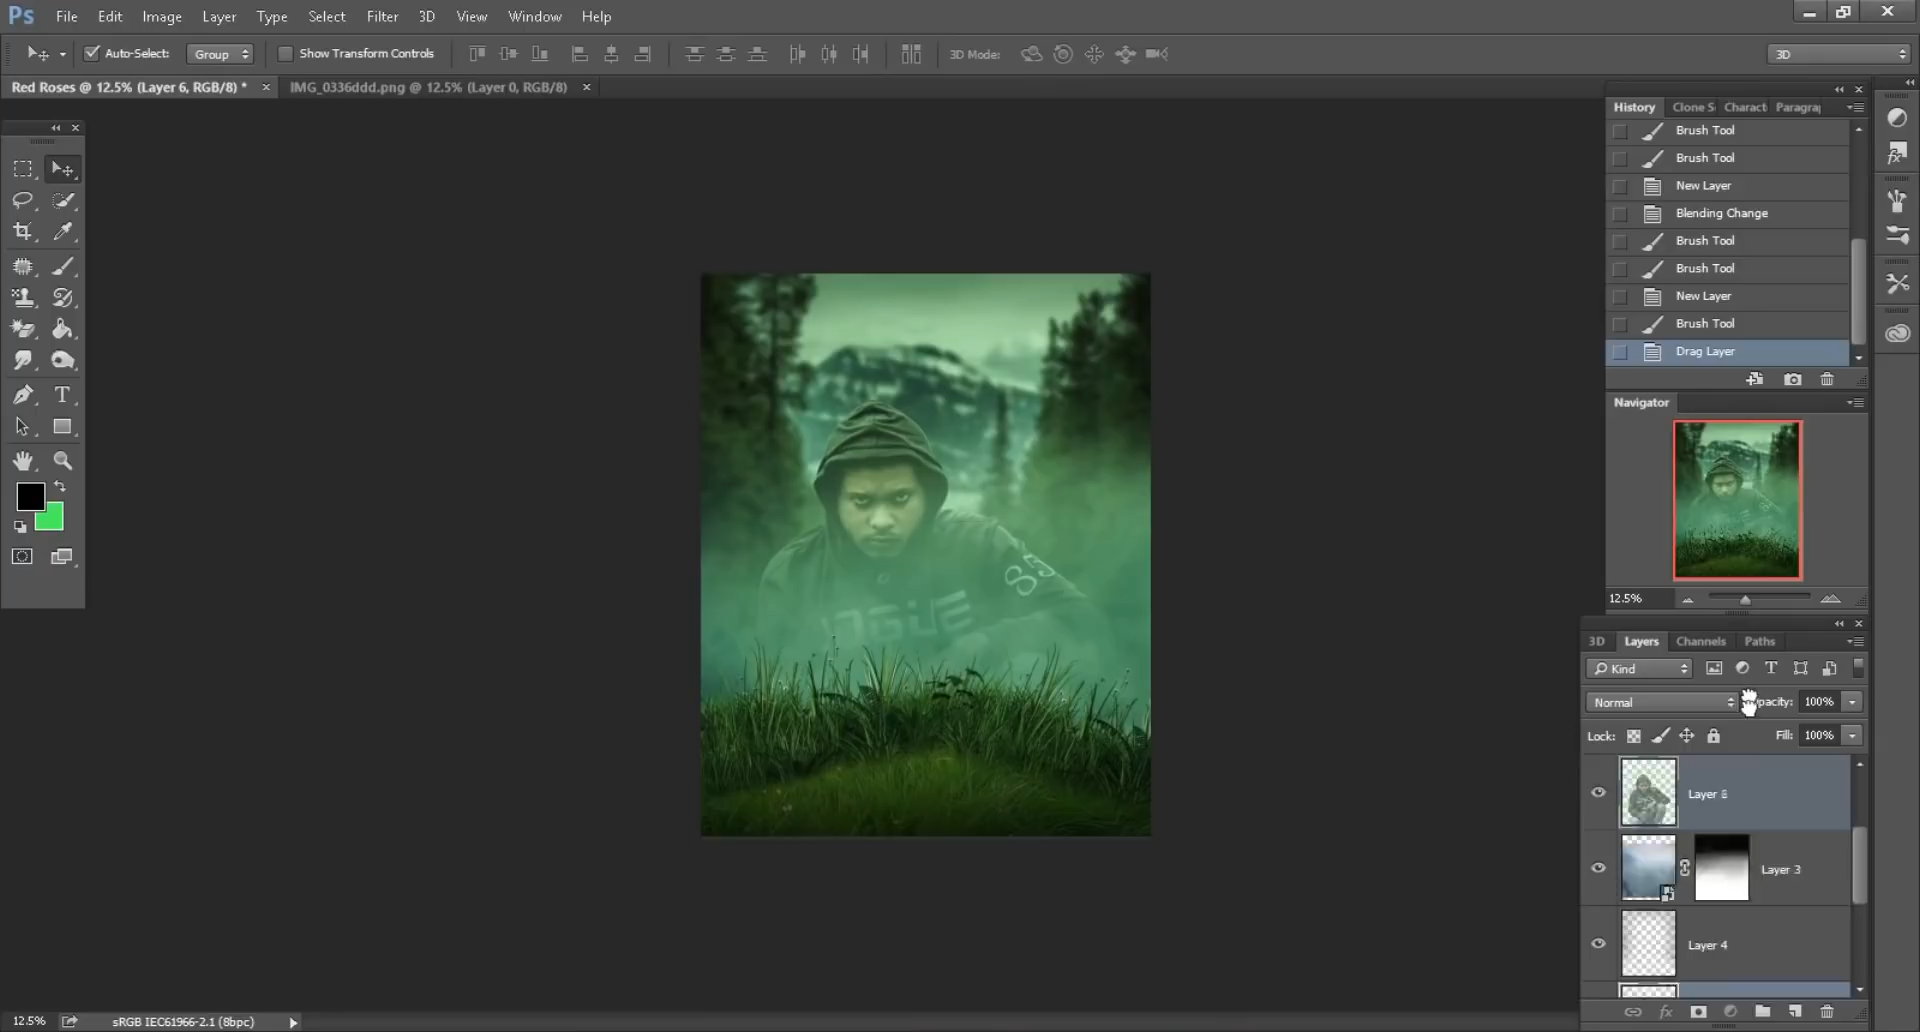 Ps File Edit Image Layer Type Select Filter 3D View Window Help
Auto-Select: Group Show Transform Controls 3D Mode: 3D
Red Roses @ 12.5% (Layer 6, RGB/8) * × IMG_0336ddd.png @ 12.5% (Layer 0, RGB/8) ×
History Clone S Charact Paragra
Brush Tool
Brush Tool
New Layer
Blending Change
Brush Tool
Brush Tool
New Layer
Brush Tool
Drag Layer
Navigator
85
12.5%
3D Layers Channels Paths
Kind
Normal pacity: 100%
Lock: Fill: 100%
Layer
Layer 3
Layer 4
12.5% sRGB IEC61966-2.1 (8bpc)